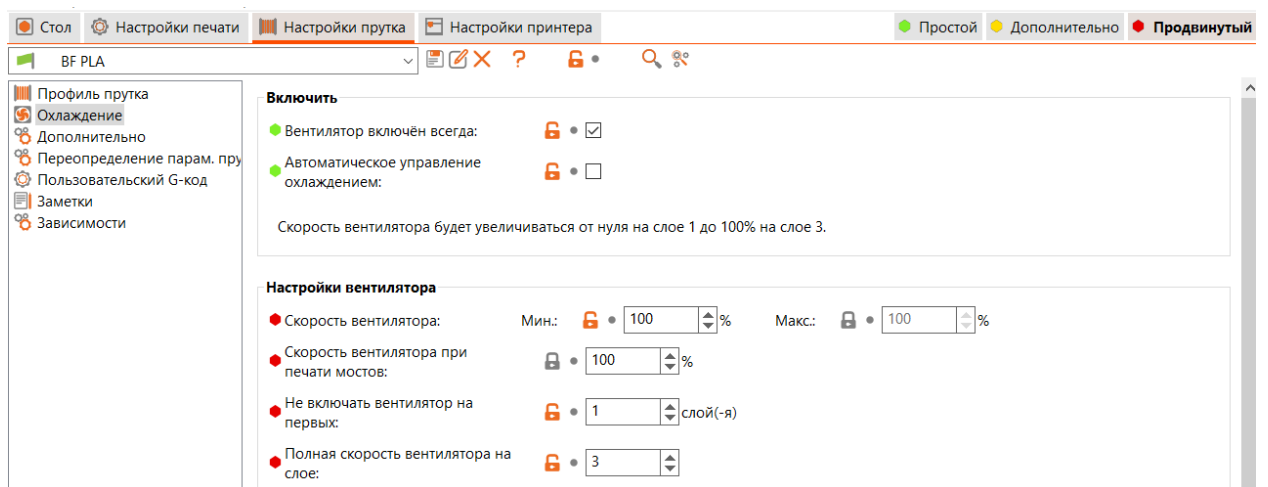 Стол Настройки печати Настройки прутка Настройки принтера Простой Дополнительно Продвинутый
BF PLA ?
Профиль прутка
Охлаждение
Дополнительно
Переопределение парам. пру
Пользовательский G-код
Заметки
Зависимости
Включить
Вентилятор включён всегда:
Автоматическое управление
охлаждением:
Скорость вентилятора будет увеличиваться от нуля на слое 1 до 100% на слое 3.
Настройки вентилятора
Скорость вентилятора: Мин.: 100 % Макс.: 100 %
Скорость вентилятора при
печати мостов: 100 %
Не включать вентилятор на
первых: 1 слой(-я)
Полная скорость вентилятора на
слое: 3